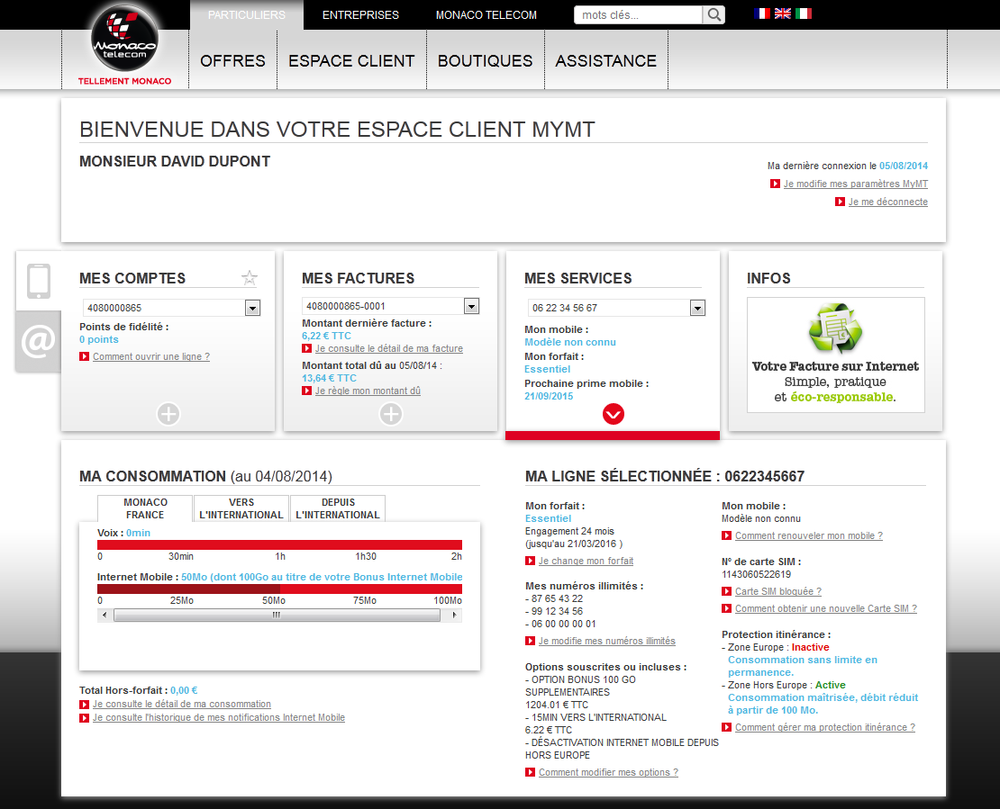 PARTICULIERS
ENTREPRISES
MONACO TELECOM
mots clés...
Monaco
telecom
TELLEMENT MONACO
OFFRES
ESPACE CLIENT
BOUTIQUES
ASSISTANCE
BIENVENUE DANS VOTRE ESPACE CLIENT MYMT
MONSIEUR DAVID DUPONT
Ma dernière connexion le 05/08/2014
Je modifie mes paramètres MyMT
Je me déconnecte
@
MES COMPTES
4080000865
Points de fidélité :
0 points
Comment ouvrir une ligne ?
MES FACTURES
4080000865-0001
Montant dernière facture :
6,22 € TTC
Je consulte le détail de ma facture
Montant total dû au 05/08/14 :
13,64 € TTC
Je règle mon montant dû
MES SERVICES
06 22 34 56 67
Mon mobile :
Modèle non connu
Mon forfait :
Essentiel
Prochaine prime mobile :
21/09/2015
INFOS
Votre Facture sur Internet
Simple, pratique
et éco-responsable.
MA CONSOMMATION (au 04/08/2014)
MONACO
FRANCE
VERS
L'INTERNATIONAL
DEPUIS
L'INTERNATIONAL
Voix : 0min
0 30min 1h 1h30 2h
Internet Mobile : 50Mo (dont 100Go au titre de votre Bonus Internet Mobile
0 25Mo 50Mo 75Mo 100Mo
Total Hors-forfait : 0,00 €
Je consulte le détail de ma consommation
Je consulte l'historique de mes notifications Internet Mobile
MA LIGNE SÉLECTIONNÉE : 0622345667
Mon forfait :
Essentiel
Engagement 24 mois
(jusqu'au 21/03/2016 )
Je change mon forfait
Mes numéros illimités :
- 87 65 43 22
- 99 12 34 56
- 06 00 00 00 01
Je modifie mes numéros illimités
Options souscrites ou incluses :
- OPTION BONUS 100 GO
SUPPLEMENTAIRES
1204.01 € TTC
- 15MIN VERS L'INTERNATIONAL
6.22 € TTC
- DÉSACTIVATION INTERNET MOBILE DEPUIS
HORS EUROPE
Comment modifier mes options ?
Mon mobile :
Modèle non connu
Comment renouveler mon mobile ?
N° de carte SIM :
1143060522619
Carte SIM bloquée ?
Comment obtenir une nouvelle Carte SIM ?
Protection itinérance :
- Zone Europe : Inactive
Consommation sans limite en
permanence.
- Zone Hors Europe : Active
Consommation maîtrisée, débit réduit
à partir de 100 Mo.
Comment gérer ma protection itinérance ?